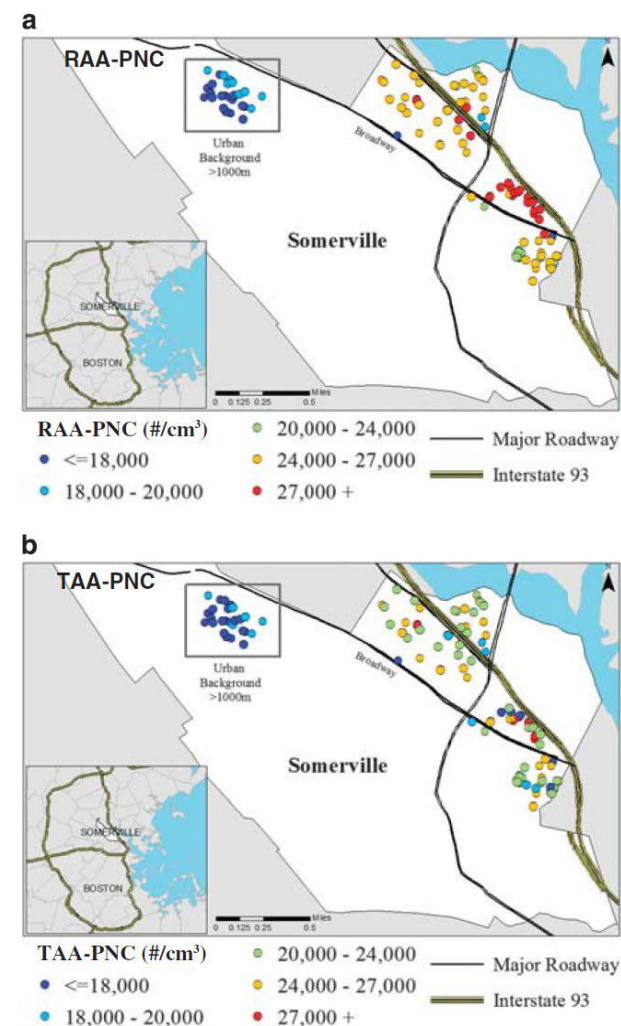 a
RAA-PNC
Urban
Background
>1000m
Broadway
Somerville
SOMERVILLE
BOSTON
Miles
0 0.125 0.25 0.5
RAA-PNC (#/cm³)
<=18,000
18,000 - 20,000
20,000 - 24,000
24,000 - 27,000
27,000 +
Major Roadway
Interstate 93
b
TAA-PNC
Urban
Background
>1000m
Broadway
Somerville
SOMERVILLE
BOSTON
Miles
0 0.125 0.25 0.5
TAA-PNC (#/cm³)
<=18,000
18,000 - 20,000
20,000 - 24,000
24,000 - 27,000
27,000 +
Major Roadway
Interstate 93